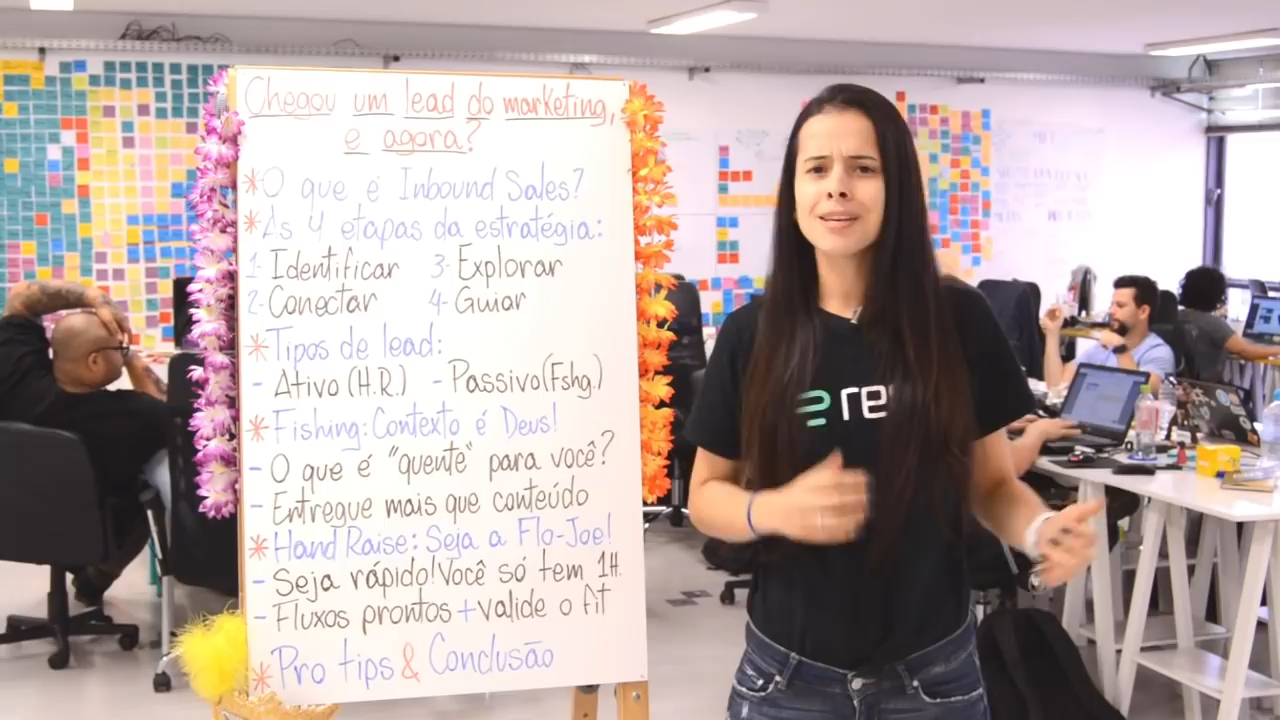 Chegou um lead do marketing,
e agora?
* O que é Inbound Sales?
* As 4 etapas da estratégia:
1- Identificar 3- Explorar
2- Conectar 4- Guiar
* Tipos de lead:
- Ativo (H.R.) - Passivo (Fshg.)
* Fishing: Contexto é Deus!
- O que é "quente" para você?
- Entregue mais que conteúdo
* Hand Raise: Seja a Flo-Joe!
- Seja rápido! Você só tem 1H.
- Fluxos prontos + valide o fit
* Pro tips & Conclusão